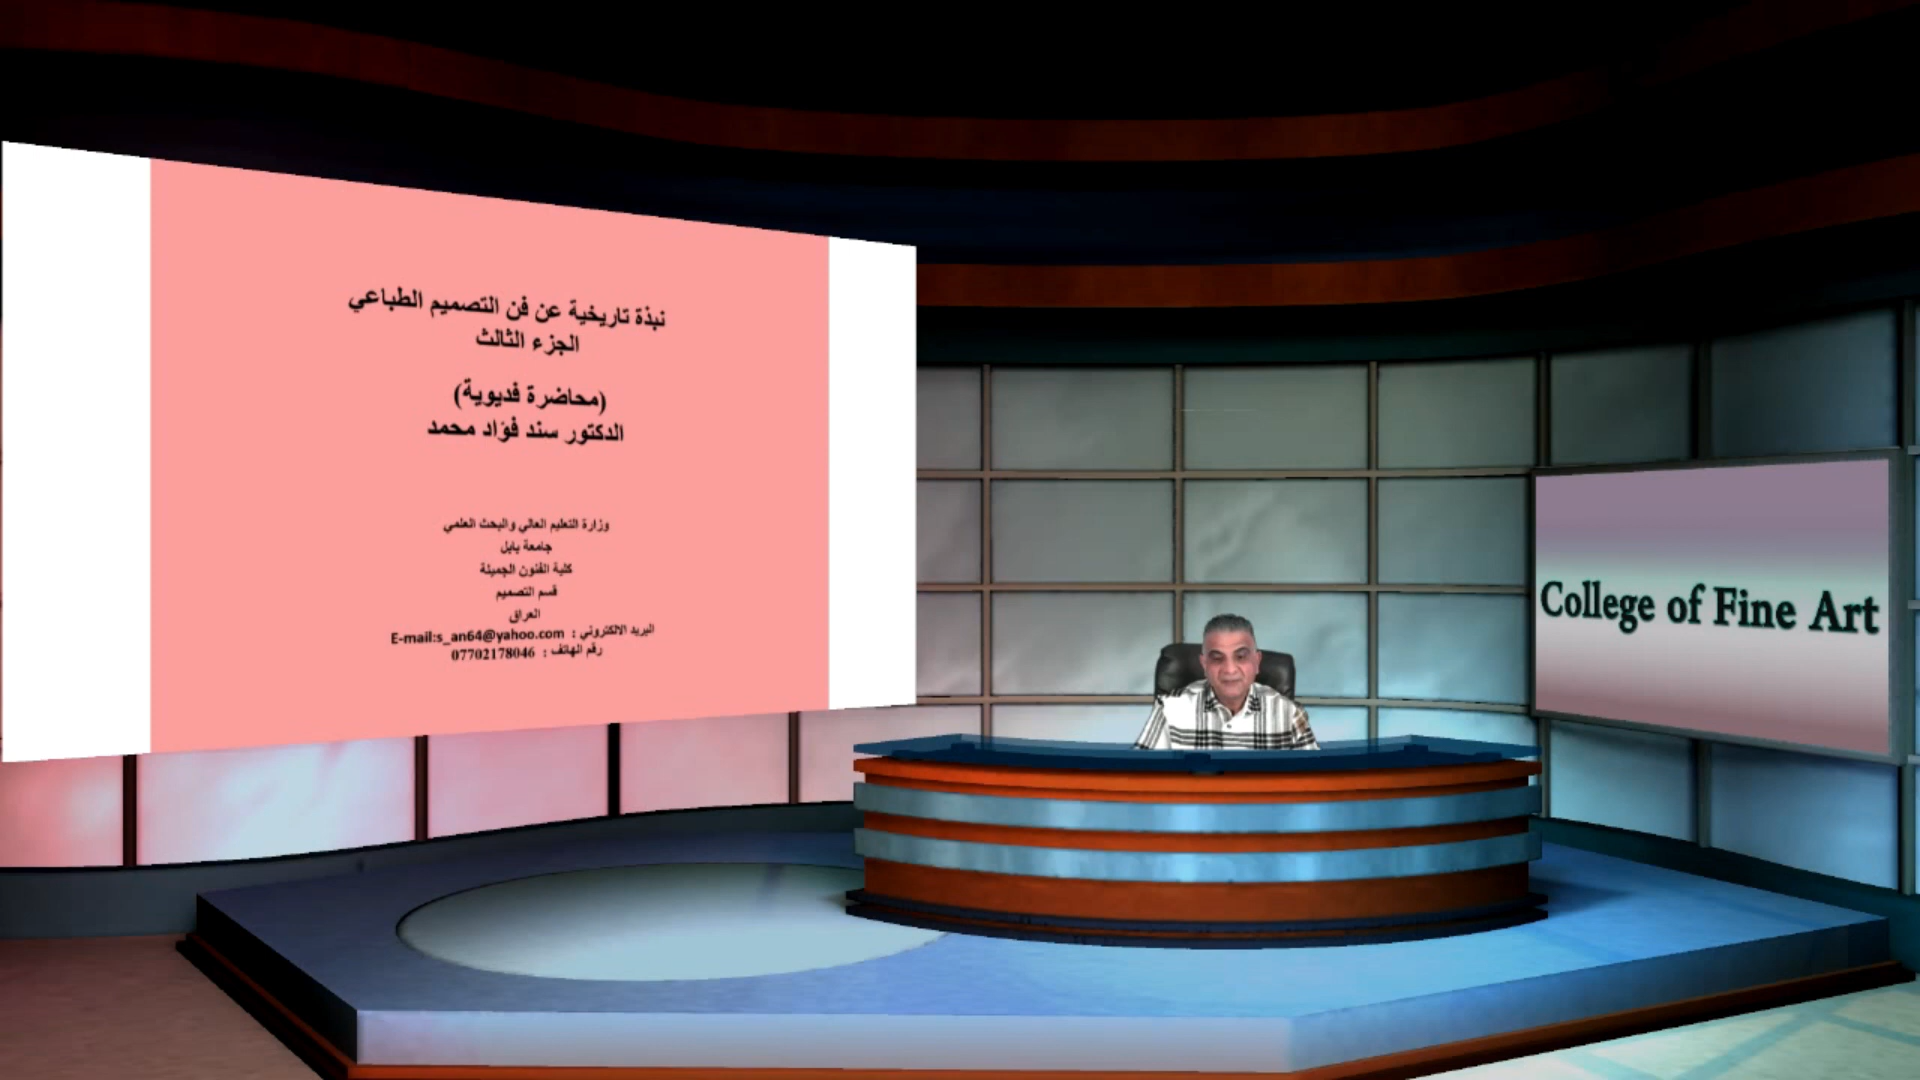 نبذة تاريخية عن فن التصميم الطباعي
الجزء الثالث
(محاضرة فديوية)
الدكتور سند فؤاد محمد
وزارة التعليم العالي والبحث العلمي
جامعة بابل
كلية الفنون الجميلة
قسم التصميم
العراق
البريد الالكتروني : E-mail:s_an64@yahoo.com
رقم الهاتف : 07702178046
College of Fine Art